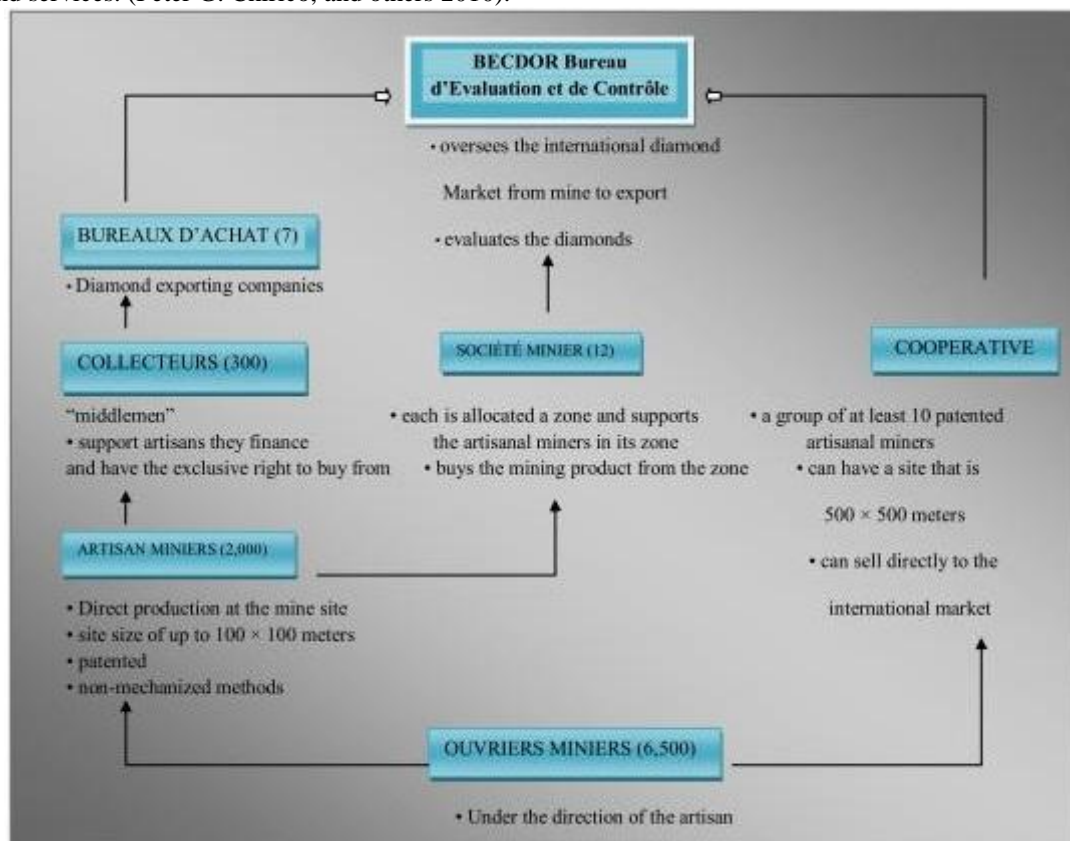 BECDOR Bureau
d’Evaluation et de Contrôle
• oversees the international diamond
Market from mine to export
• evaluates the diamonds
BUREAUX D’ACHAT (7)
• Diamond exporting companies
COLLECTEURS (300)
“middlemen”
• support artisans they finance
and have the exclusive right to buy from
SOCIÉTÉ MINIER (12)
• each is allocated a zone and supports
the artisanal miners in its zone
• buys the mining product from the zone
COOPERATIVE
• a group of at least 10 patented
artisanal miners
• can have a site that is
500 × 500 meters
• can sell directly to the
international market
ARTISAN MINIERS (2,000)
• Direct production at the mine site
• site size of up to 100 × 100 meters
• patented
• non-mechanized methods
OUVRIERS MINIERS (6,500)
• Under the direction of the artisan